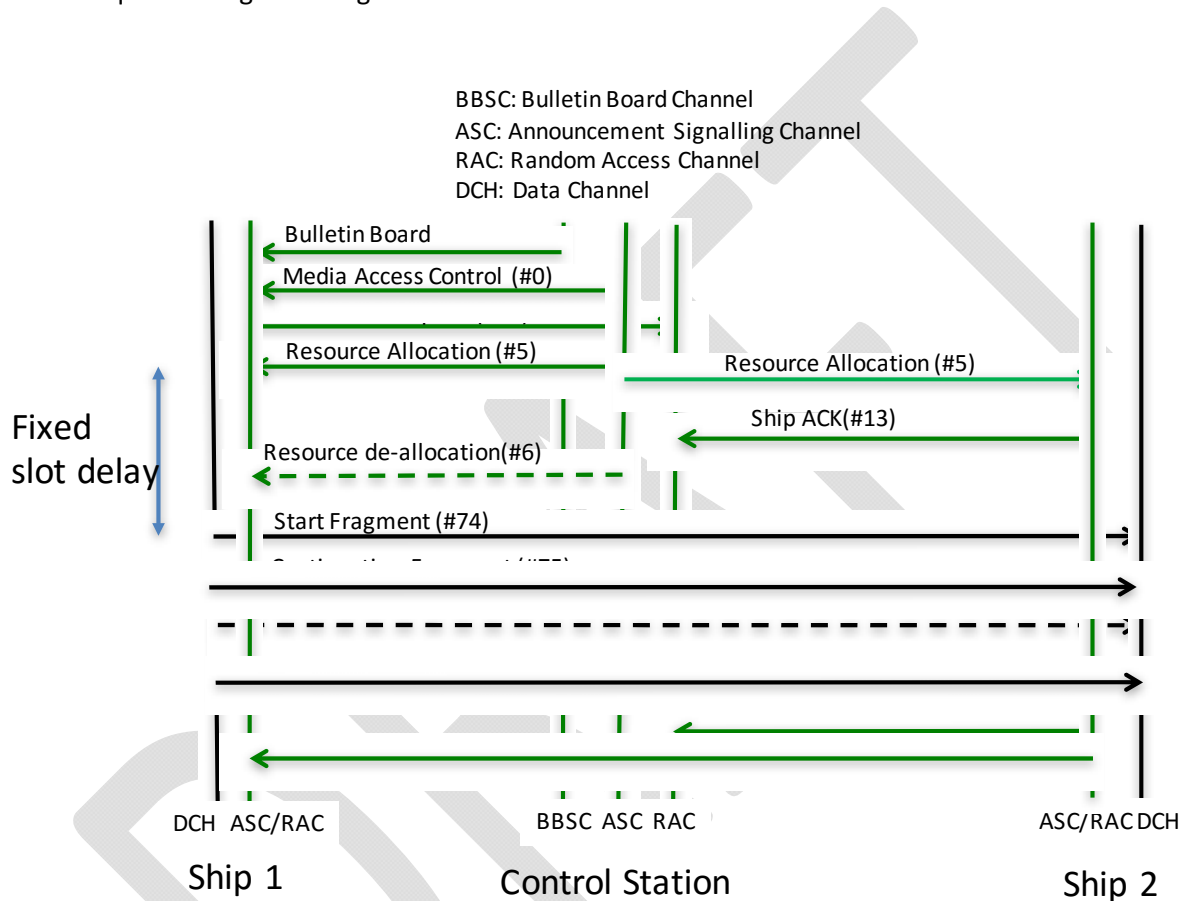 BBSC: Bulletin Board Channel
ASC: Announcement Signalling Channel
RAC: Random Access Channel
DCH: Data Channel
Bulletin Board
Media Access Control (#0)
Resource Allocation (#5)
Resource Allocation (#5)
Ship ACK(#13)
Fixed
slot delay
Resource de-allocation(#6)
Start Fragment (#74)
DCH ASC/RAC
BBSC ASC RAC
ASC/RAC DCH
Ship 1
Control Station
Ship 2